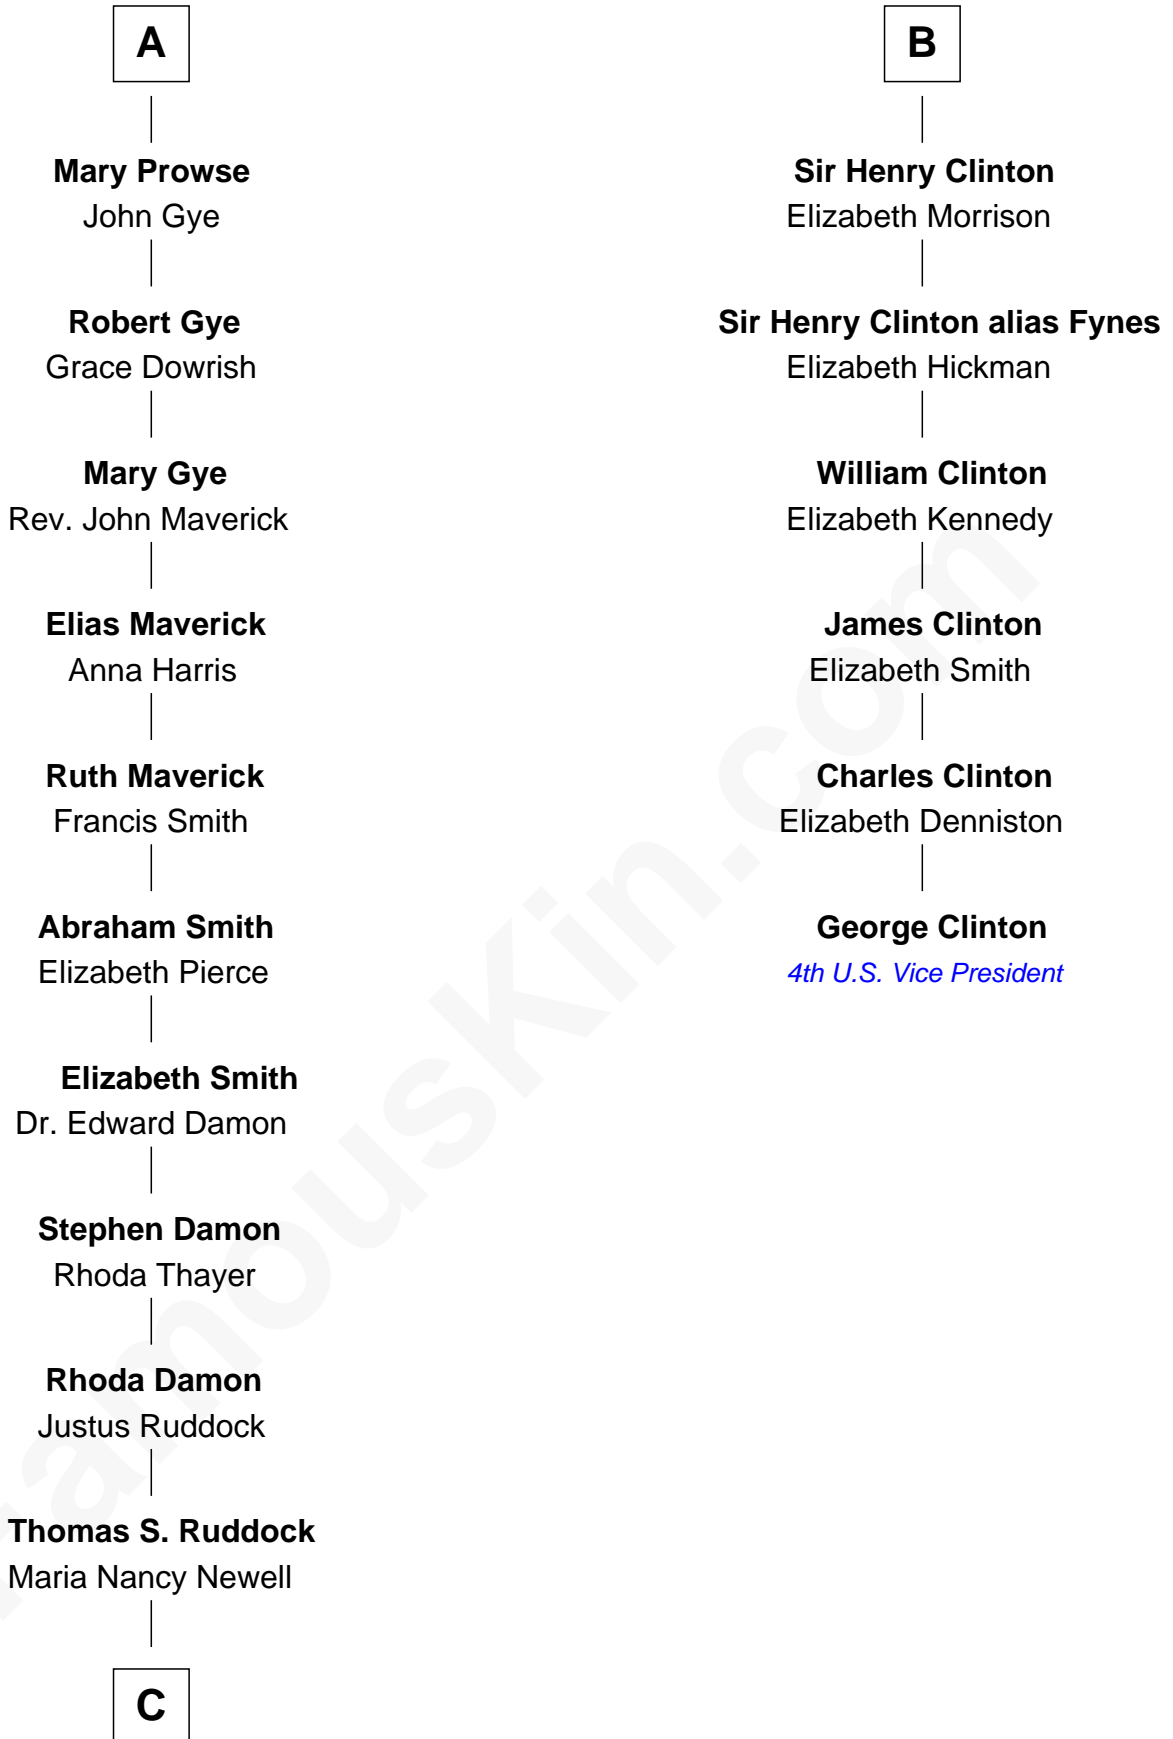 A
Mary Prowse
John Gye
Robert Gye
Grace Dowrish
Mary Gye
Rev. John Maverick
Elias Maverick
Anna Harris
Ruth Maverick
Francis Smith
Abraham Smith
Elizabeth Pierce
Elizabeth Smith
Dr. Edward Damon
Stephen Damon
Rhoda Thayer
Rhoda Damon
Justus Ruddock
Thomas S. Ruddock
Maria Nancy Newell
C
B
Sir Henry Clinton
Elizabeth Morrison
Sir Henry Clinton alias Fynes
Elizabeth Hickman
William Clinton
Elizabeth Kennedy
James Clinton
Elizabeth Smith
Charles Clinton
Elizabeth Denniston
George Clinton
4th U.S. Vice President
FamousKin.com